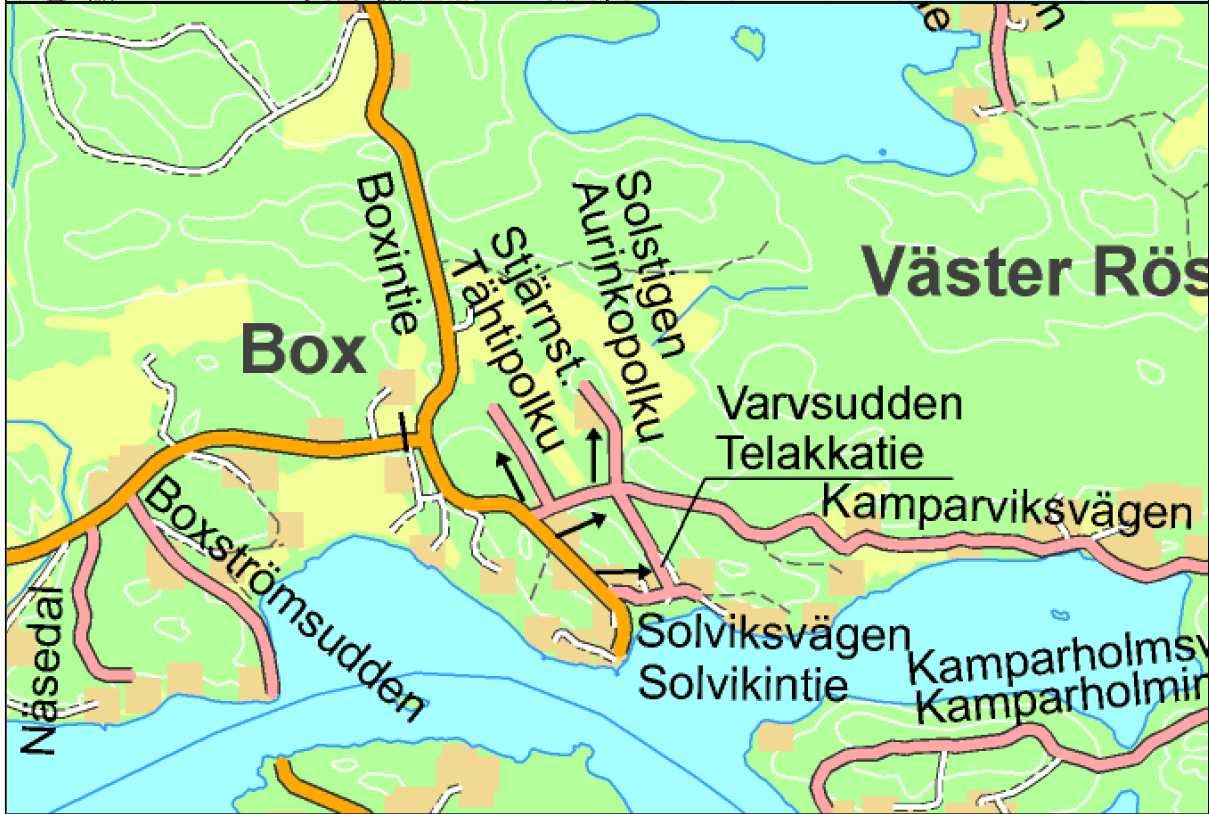 Boxintie
Solstigen
Aurinkopolku
Stjärnst.
Tähtipolku
Väster Rös
Box
Varvsudden
Telakkatie
Kamparviksvägen
Boxströmsudden
Näsedal
Solviksvägen
Solvikintie
Kamparholmsv
Kamparholmin